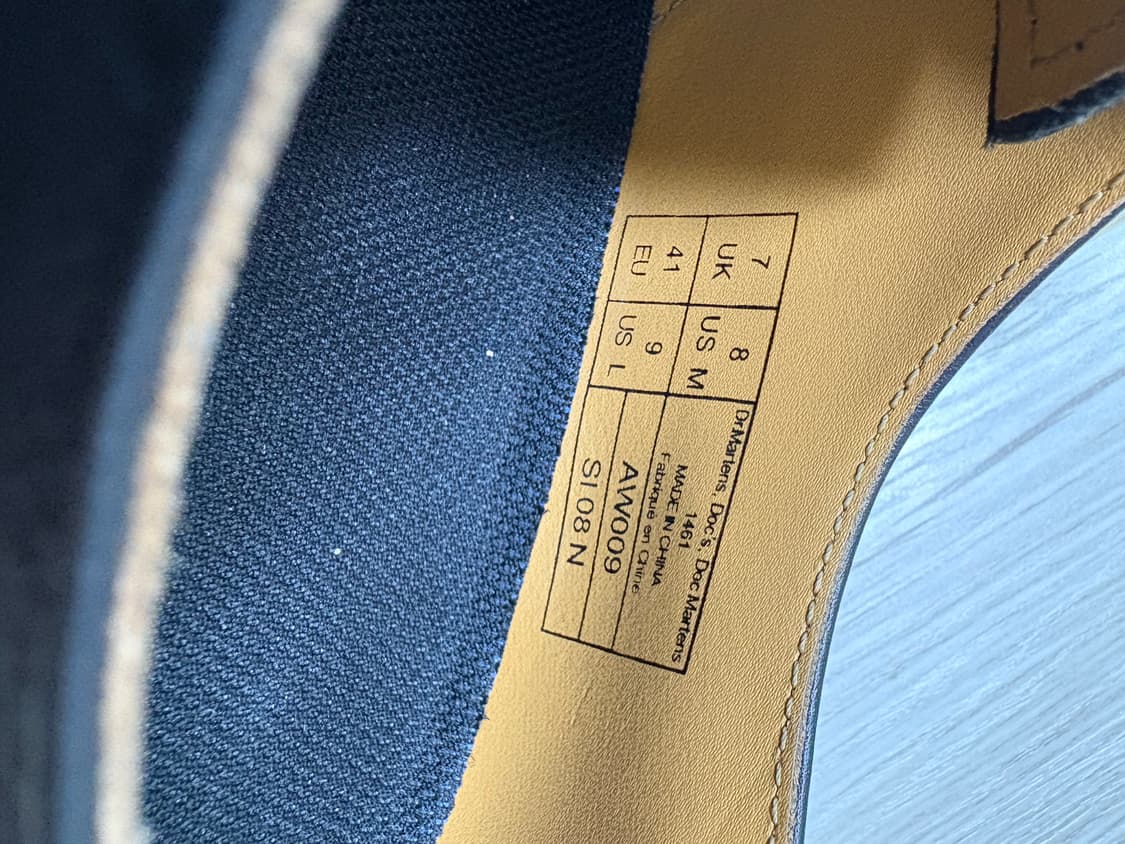 7
UK
8
US M
41
EU
9
US L
Dr.Martens, Doc's, Doc Martens
1461
MADE IN CHINA
Fabriqué en Chine
AW009
SI 08 N